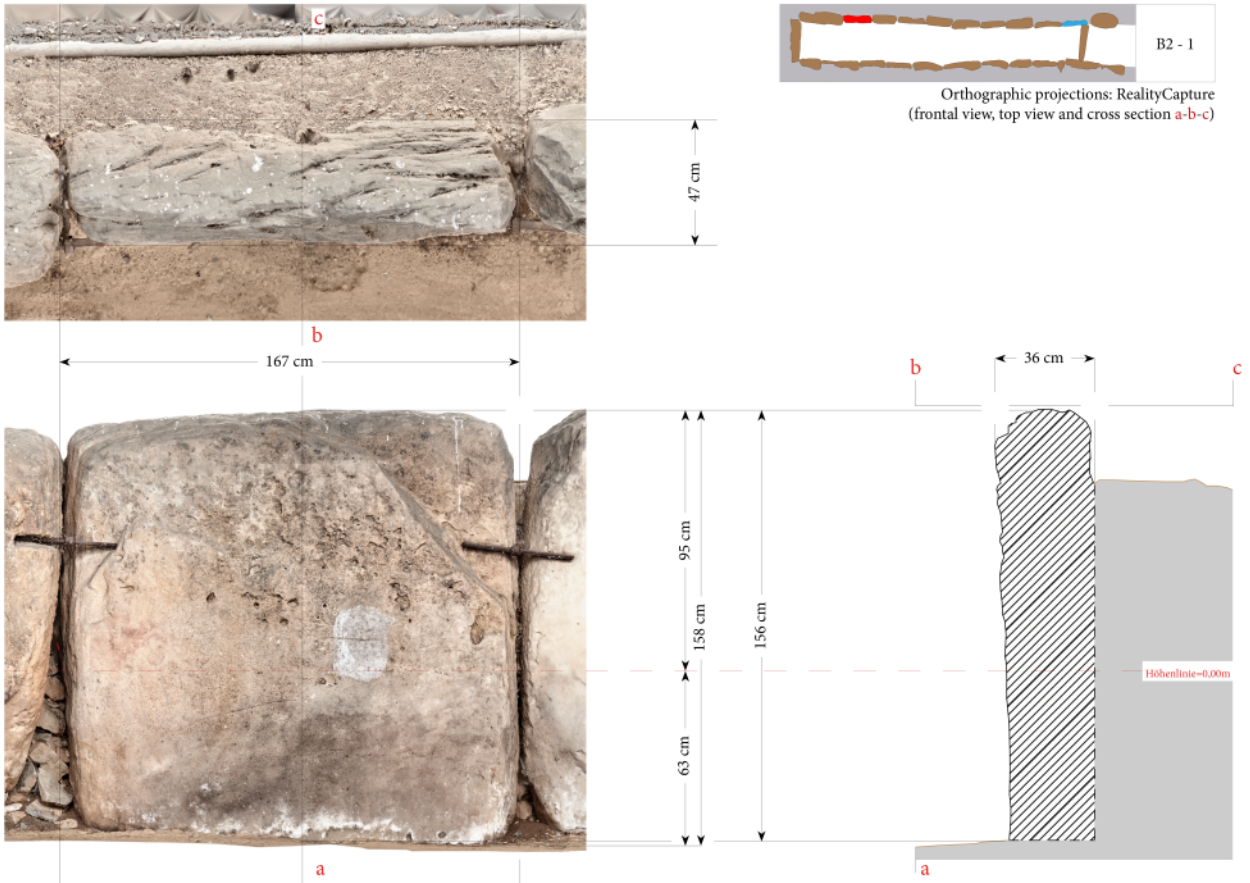 c
B2 - 1
Orthographic projections: RealityCapture
(frontal view, top view and cross section a-b-c)
47 cm
b
167 cm
36 cm
b
c
95 cm
158 cm
156 cm
Höhenlinie=0,00m
63 cm
a
a